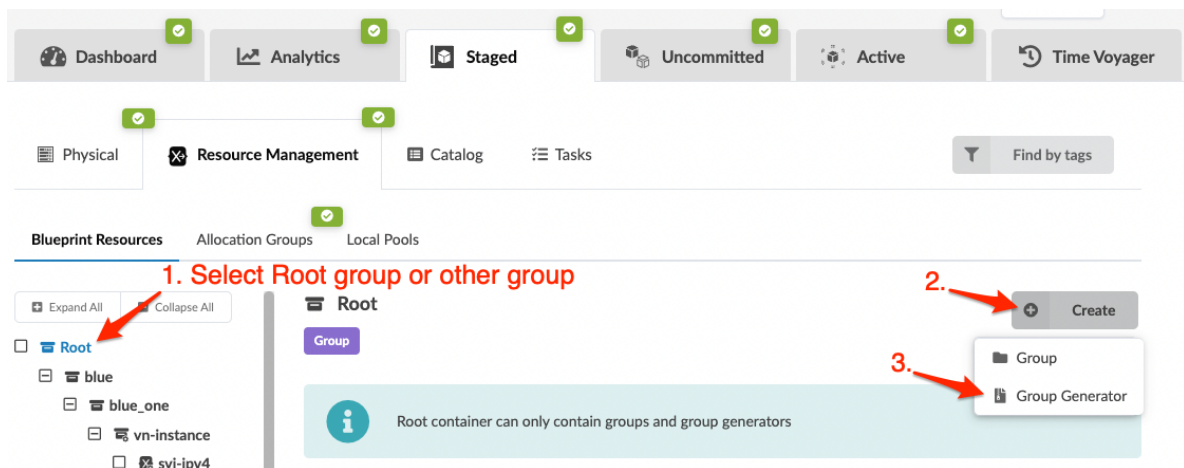 Dashboard
Analytics
Staged
Uncommitted
Active
Time Voyager
Physical
Resource Management
Catalog
Tasks
Find by tags
Blueprint Resources
Allocation Groups
Local Pools
1. Select Root group or other group
Expand All
Collapse All
Root
2.
Create
Root
Group
Group
3.
Group Generator
blue
blue_one
Root container can only contain groups and group generators
vn-instance
svi-ipv4